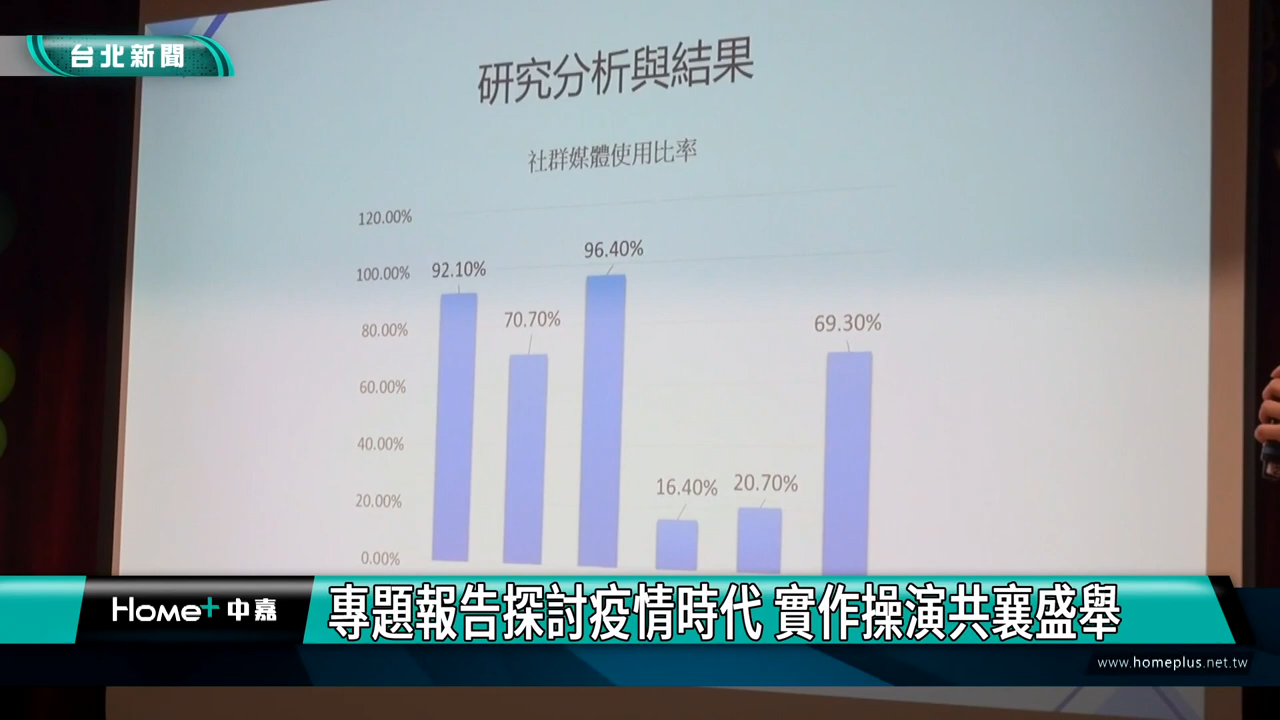 台北新聞
研究分析與結果
社群媒體使用比率
120.00%
100.00%
80.00%
60.00%
40.00%
20.00%
0.00%
92.10%
70.70%
96.40%
16.40%
20.70%
69.30%
Home+中嘉
專題報告探討疫情時代 實作操演共襄盛舉
www.homeplus.net.tw